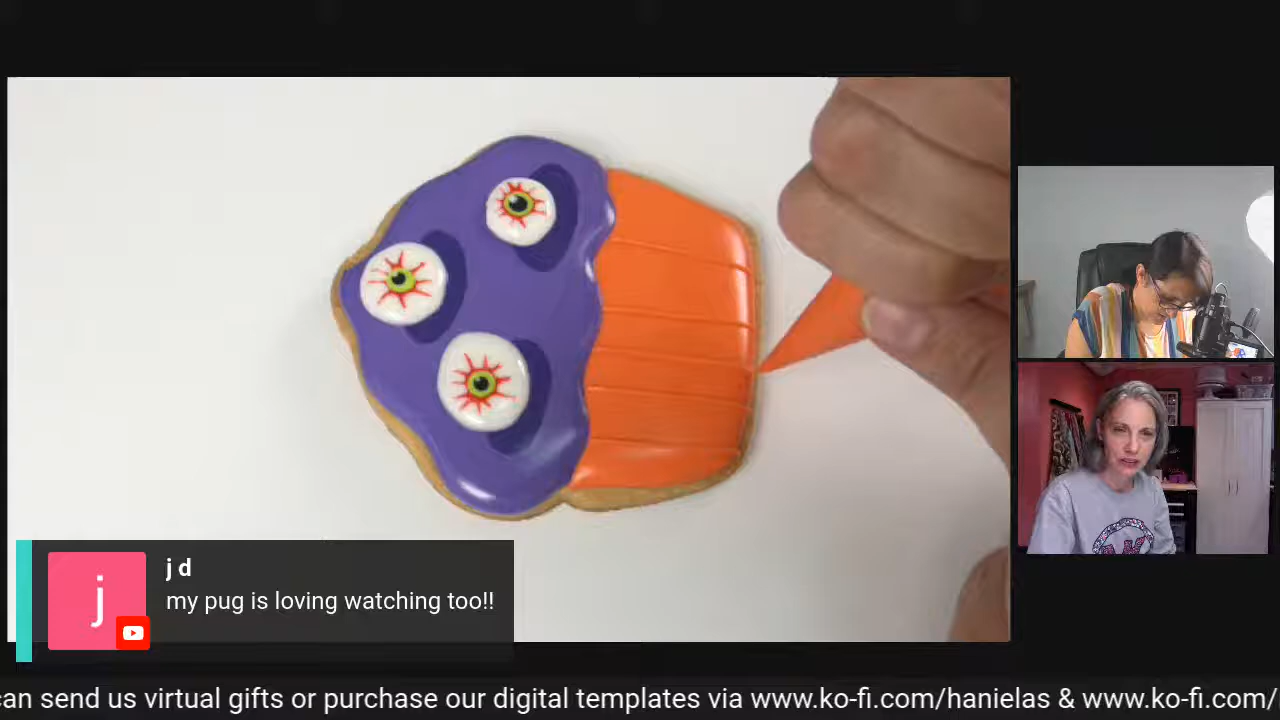 j
j d
my pug is loving watching too!!
can send us virtual gifts or purchase our digital templates via www.ko-fi.com/hanielas & www.ko-fi.com/